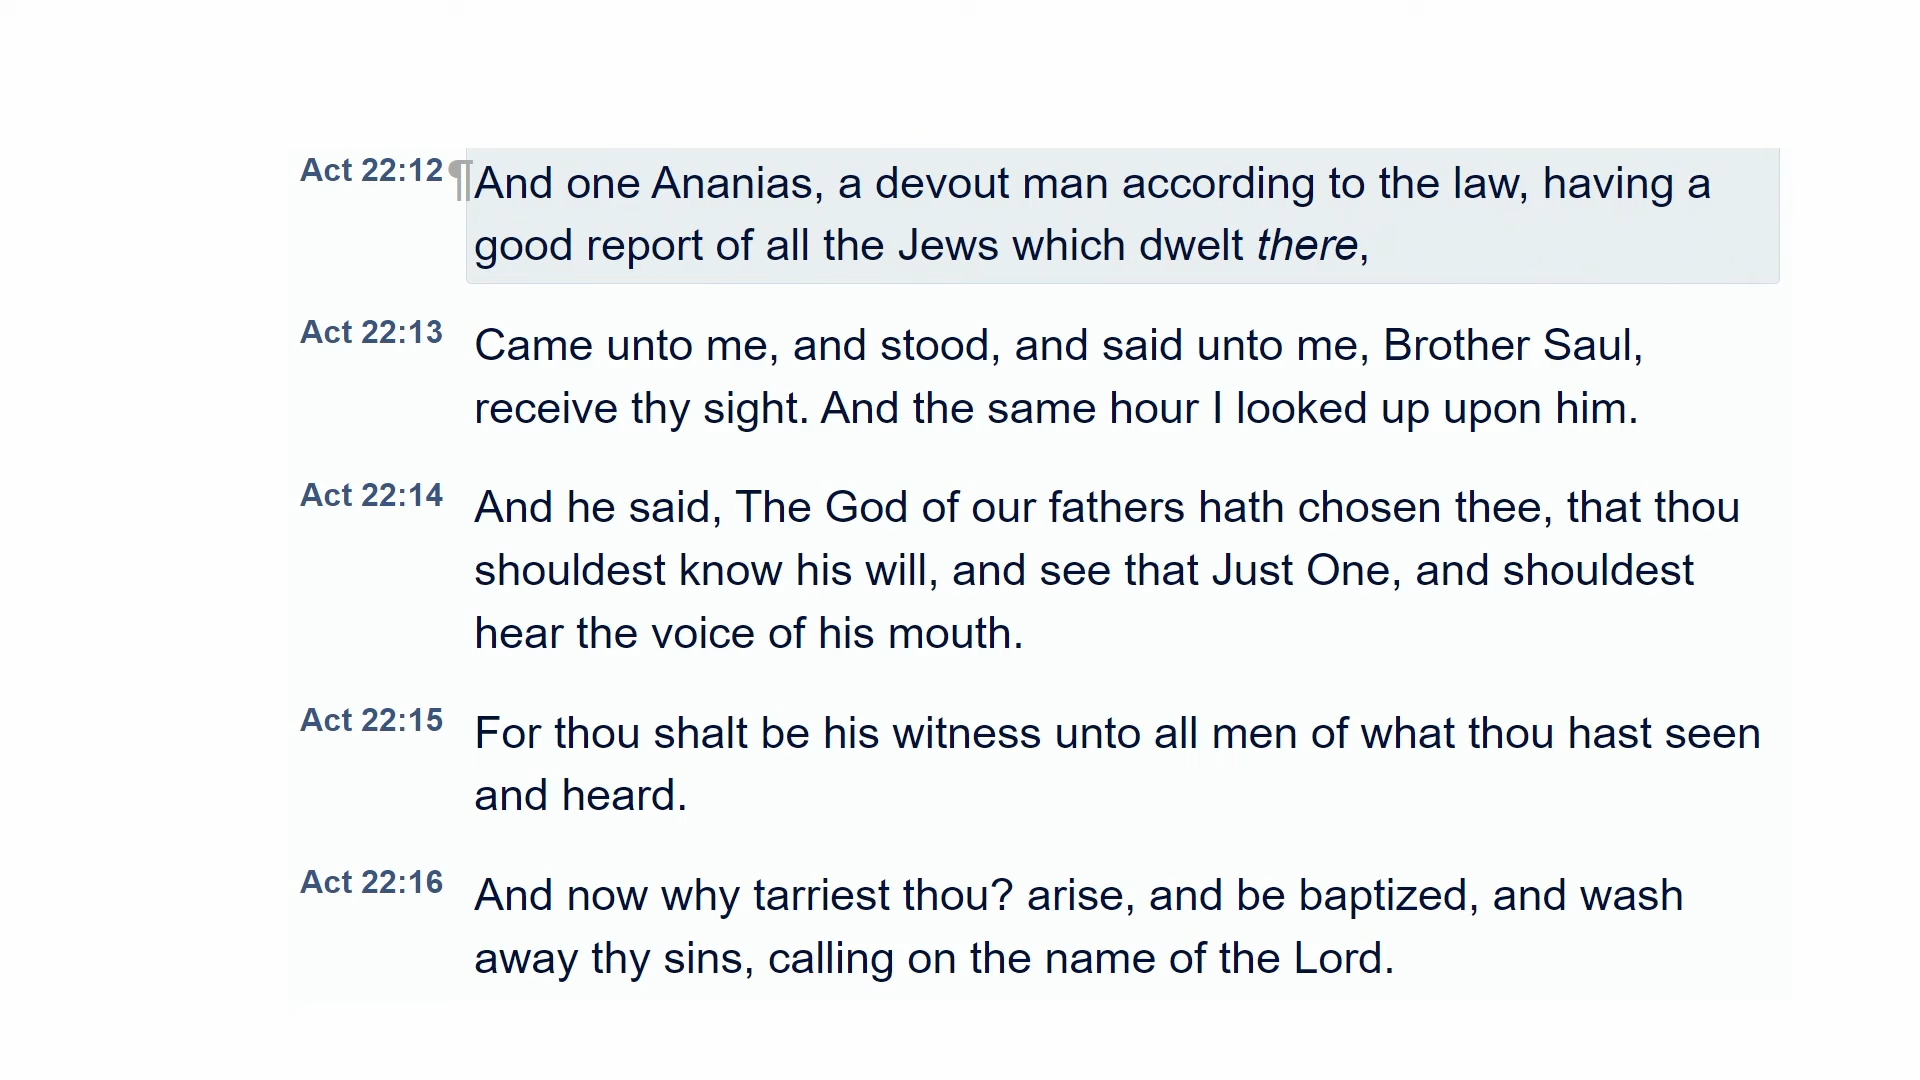 Act 22:12 ¶And one Ananias, a devout man according to the law, having a
good report of all the Jews which dwelt there,
Act 22:13 Came unto me, and stood, and said unto me, Brother Saul,
receive thy sight. And the same hour I looked up upon him.
Act 22:14 And he said, The God of our fathers hath chosen thee, that thou
shouldest know his will, and see that Just One, and shouldest
hear the voice of his mouth.
Act 22:15 For thou shalt be his witness unto all men of what thou hast seen
and heard.
Act 22:16 And now why tarriest thou? arise, and be baptized, and wash
away thy sins, calling on the name of the Lord.